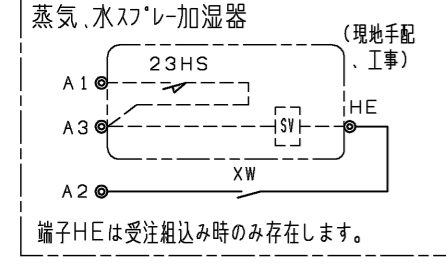 蒸気、水スプレー加湿器
(現地手配
、工事)
23HS
A1
HE
A3
SV
XW
A2
端子HEは受注組込み時のみ存在します。